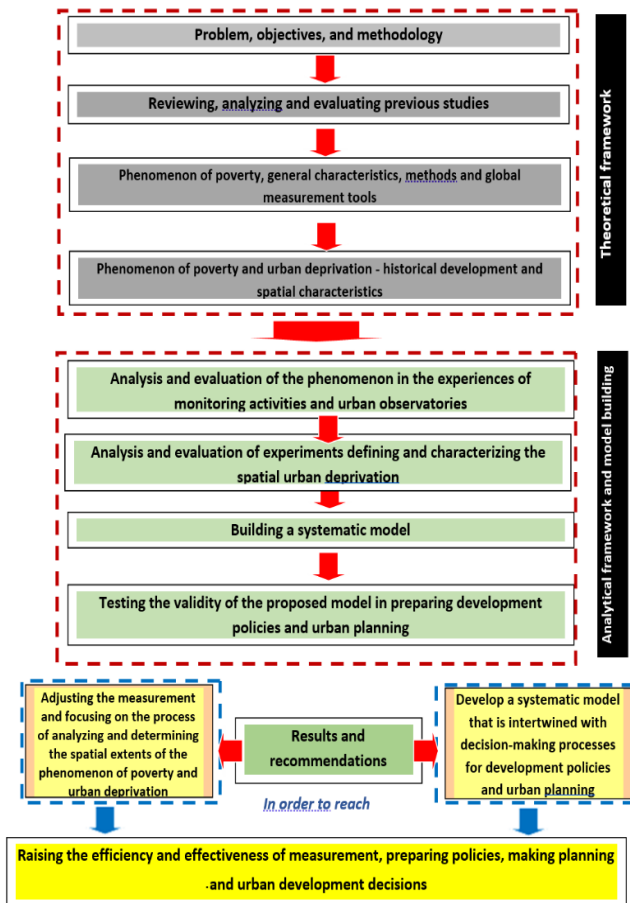 Problem, objectives, and methodology
Reviewing, analyzing and evaluating previous studies
Phenomenon of poverty, general characteristics, methods and global
measurement tools
Phenomenon of poverty and urban deprivation - historical development and
spatial characteristics
Theoretical framework
Analysis and evaluation of the phenomenon in the experiences of
monitoring activities and urban observatories
Analysis and evaluation of experiments defining and characterizing the
spatial urban deprivation
Building a systematic model
Testing the validity of the proposed model in preparing development
policies and urban planning
Analytical framework and model building
Adjusting the measurement
and focusing on the process
of analyzing and determining
the spatial extents of the
phenomenon of poverty and
urban deprivation
Results and
recommendations
In order to reach
Develop a systematic model
that is intertwined with
decision-making processes
for development policies
and urban planning
Raising the efficiency and effectiveness of measurement, preparing policies, making planning
.and urban development decisions